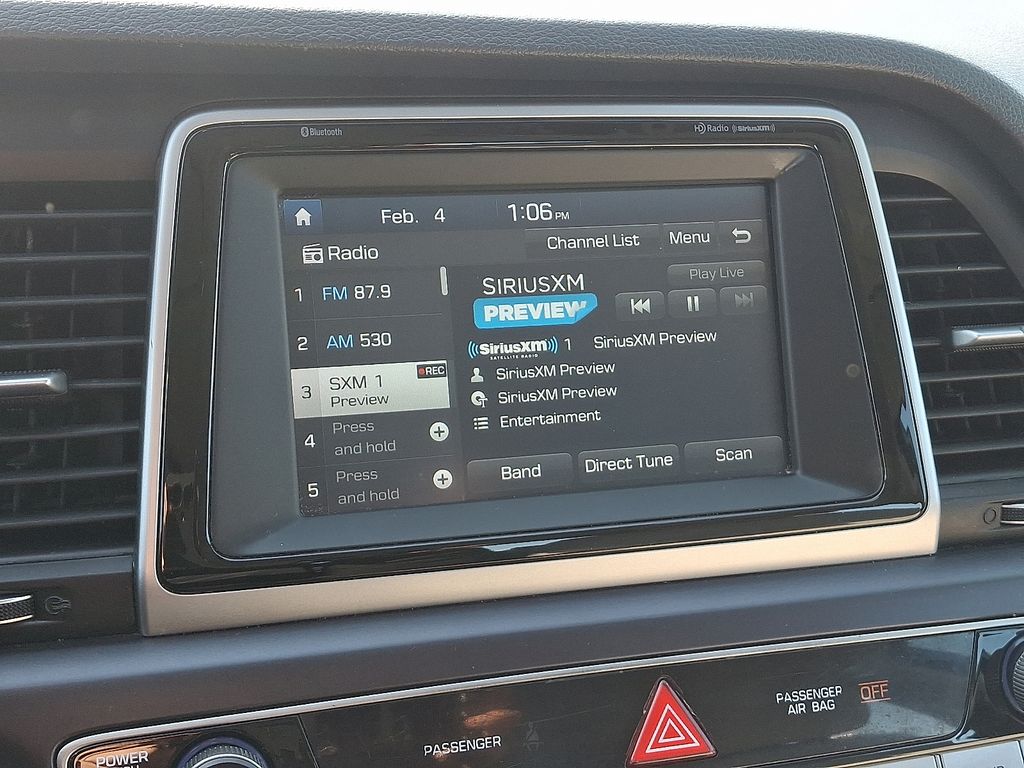 Bluetooth
HD Radio ((SiriusXM))
Feb. 4
1:06 PM
Radio
Channel List
Menu
1 FM 87.9
2 AM 530
3 SXM 1
Preview
REC
4 Press
and hold
5 Press
and hold
SIRIUSXM
PREVIEW
Play Live
((SiriusXm)) 1 SiriusXM Preview
SATELLITE RADIO
SiriusXM Preview
SiriusXM Preview
Entertainment
Band
Direct Tune
Scan
PASSENGER
AIR BAG
OFF
PASSENGER
POWER